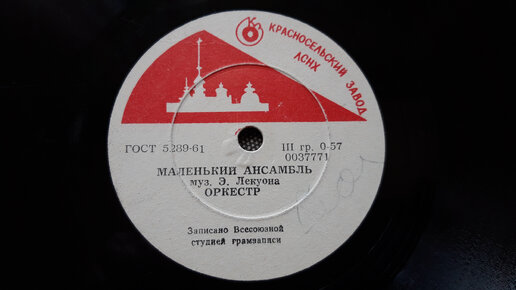 КРАСНОСЕЛЬСКИЙ ЗАВОД
ЛСНХ
ГОСТ 5289-61
III гр. 0-57
0037771
МАЛЕНЬКИЙ АНСАМБЛЬ
муз. Э. Лекуона
ОРКЕСТР
Записано Всесоюзной
студией грамзаписи